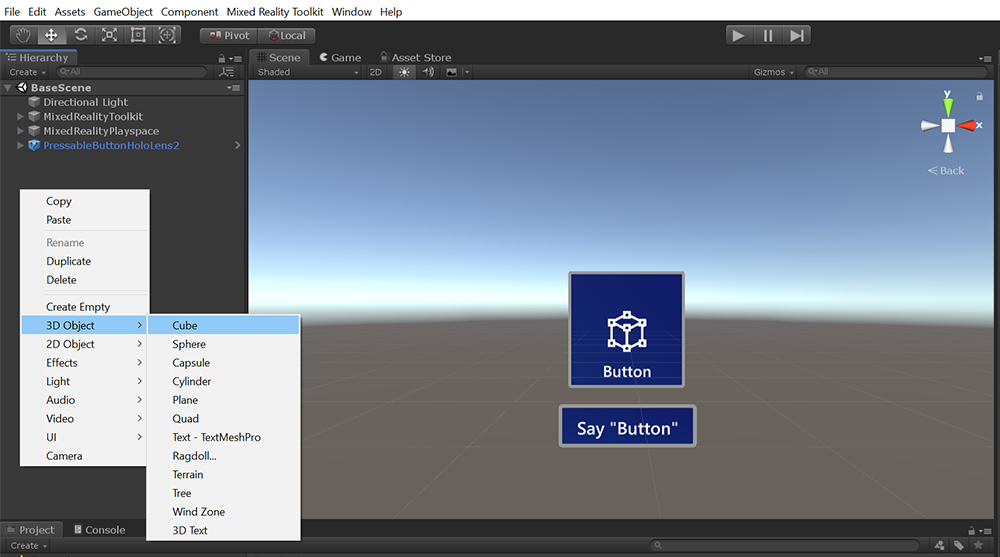 File Edit Assets GameObject Component Mixed Reality Toolkit Window Help
Pivot Local
Hierarchy
Scene Game Asset Store
Create All
Shaded 2D Gizmos All
BaseScene
Directional Light
MixedRealityToolkit
MixedRealityPlayspace
PressableButtonHoloLens2
y
x
Back
Copy
Paste
Rename
Duplicate
Delete
Create Empty
3D Object
2D Object
Effects
Light
Audio
Video
UI
Camera
Cube
Sphere
Capsule
Cylinder
Plane
Quad
Text - TextMeshPro
Ragdoll...
Terrain
Tree
Wind Zone
3D Text
Button
Say "Button"
Project Console
Create